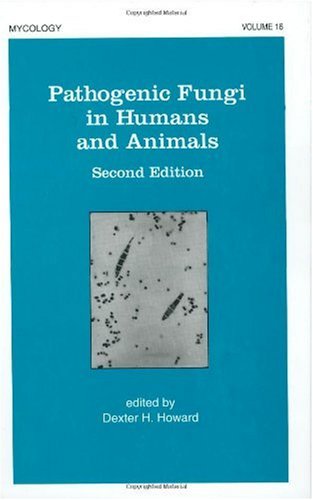 MYCOLOGY
VOLUME 16
Pathogenic Fungi
in Humans
and Animals
Second Edition
edited by
Dexter H. Howard